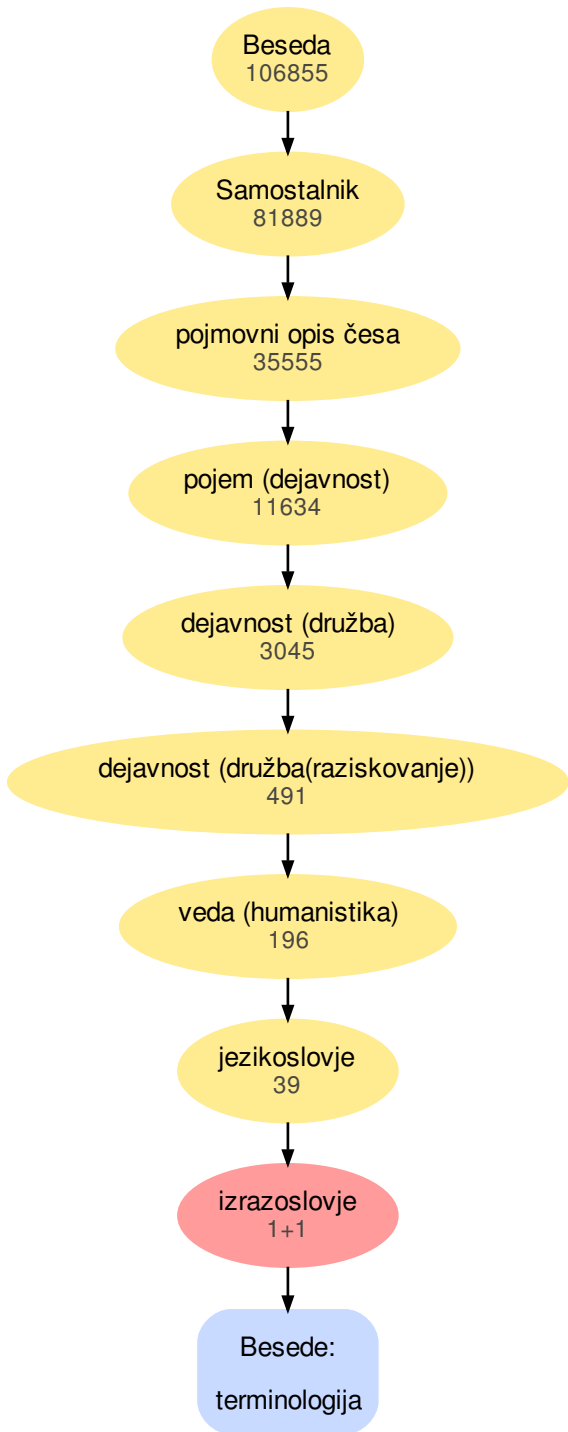 Beseda
106855
Samostalnik
81889
pojmovni opis česa
35555
pojem (dejavnost)
11634
dejavnost (družba)
3045
dejavnost (družba(raziskovanje))
491
veda (humanistika)
196
jezikoslovje
39
izrazoslovje
1+1
Besede:
terminologija